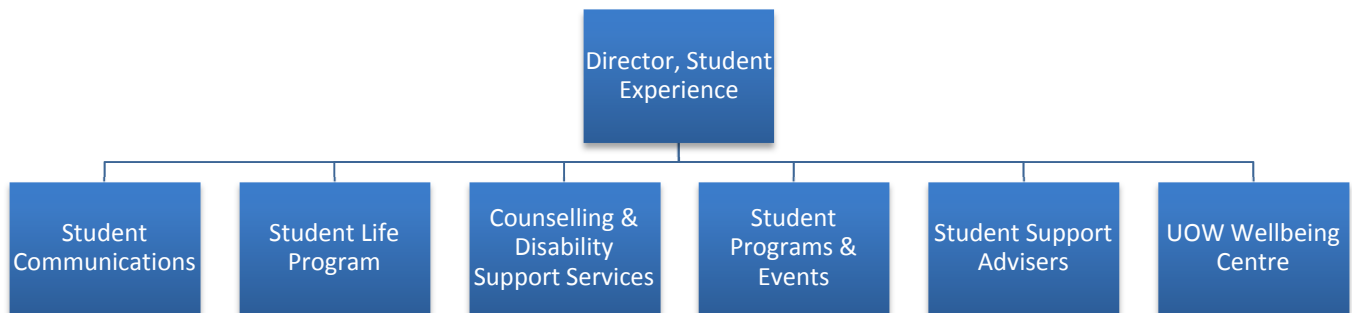 Director, Student
Experience
Student
Communications
Student Life
Program
Counselling &
Disability
Support Services
Student
Programs &
Events
Student Support
Advisers
UOW Wellbeing
Centre